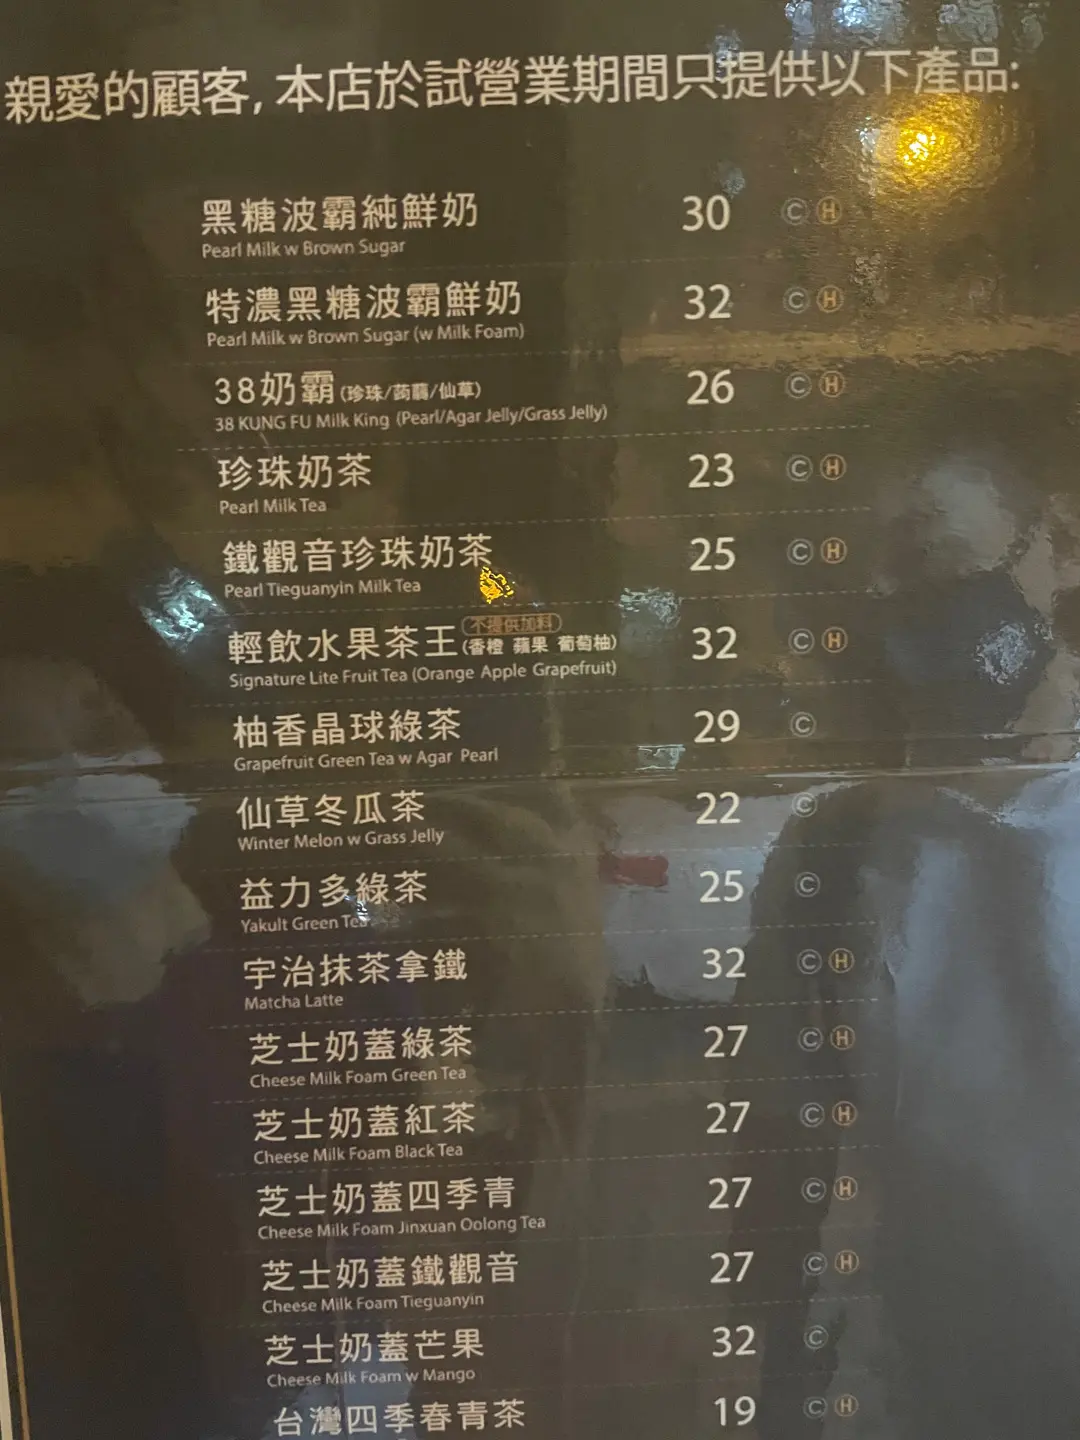 親愛的顧客, 本店於試營業期間只提供以下產品:
黑糖波霸純鮮奶 30 C H
Pearl Milk w Brown Sugar
特濃黑糖波霸鮮奶 32 C H
Pearl Milk w Brown Sugar (w Milk Foam)
38奶霸(珍珠/蒟蒻/仙草) 26 C H
38 KUNG FU Milk King (Pearl/Agar Jelly/Grass Jelly)
珍珠奶茶 23 C H
Pearl Milk Tea
鐵觀音珍珠奶茶 25 C H
Pearl Tieguanyin Milk Tea
不提供加料
輕飲水果茶王(香橙 蘋果 葡萄柚) 32 C H
Signature Lite Fruit Tea (Orange Apple Grapefruit)
柚香晶球綠茶 29 C
Grapefruit Green Tea w Agar Pearl
仙草冬瓜茶 22 C
Winter Melon w Grass Jelly
益力多綠茶 25 C
Yakult Green Tea
宇治抹茶拿鐵 32 C H
Matcha Latte
芝士奶蓋綠茶 27 C H
Cheese Milk Foam Green Tea
芝士奶蓋紅茶 27 C H
Cheese Milk Foam Black Tea
芝士奶蓋四季青 27 C H
Cheese Milk Foam Jinxuan Oolong Tea
芝士奶蓋鐵觀音 27 C H
Cheese Milk Foam Tieguanyin
芝士奶蓋芒果 32 C
Cheese Milk Foam w Mango
台灣四季春青茶 19 C H